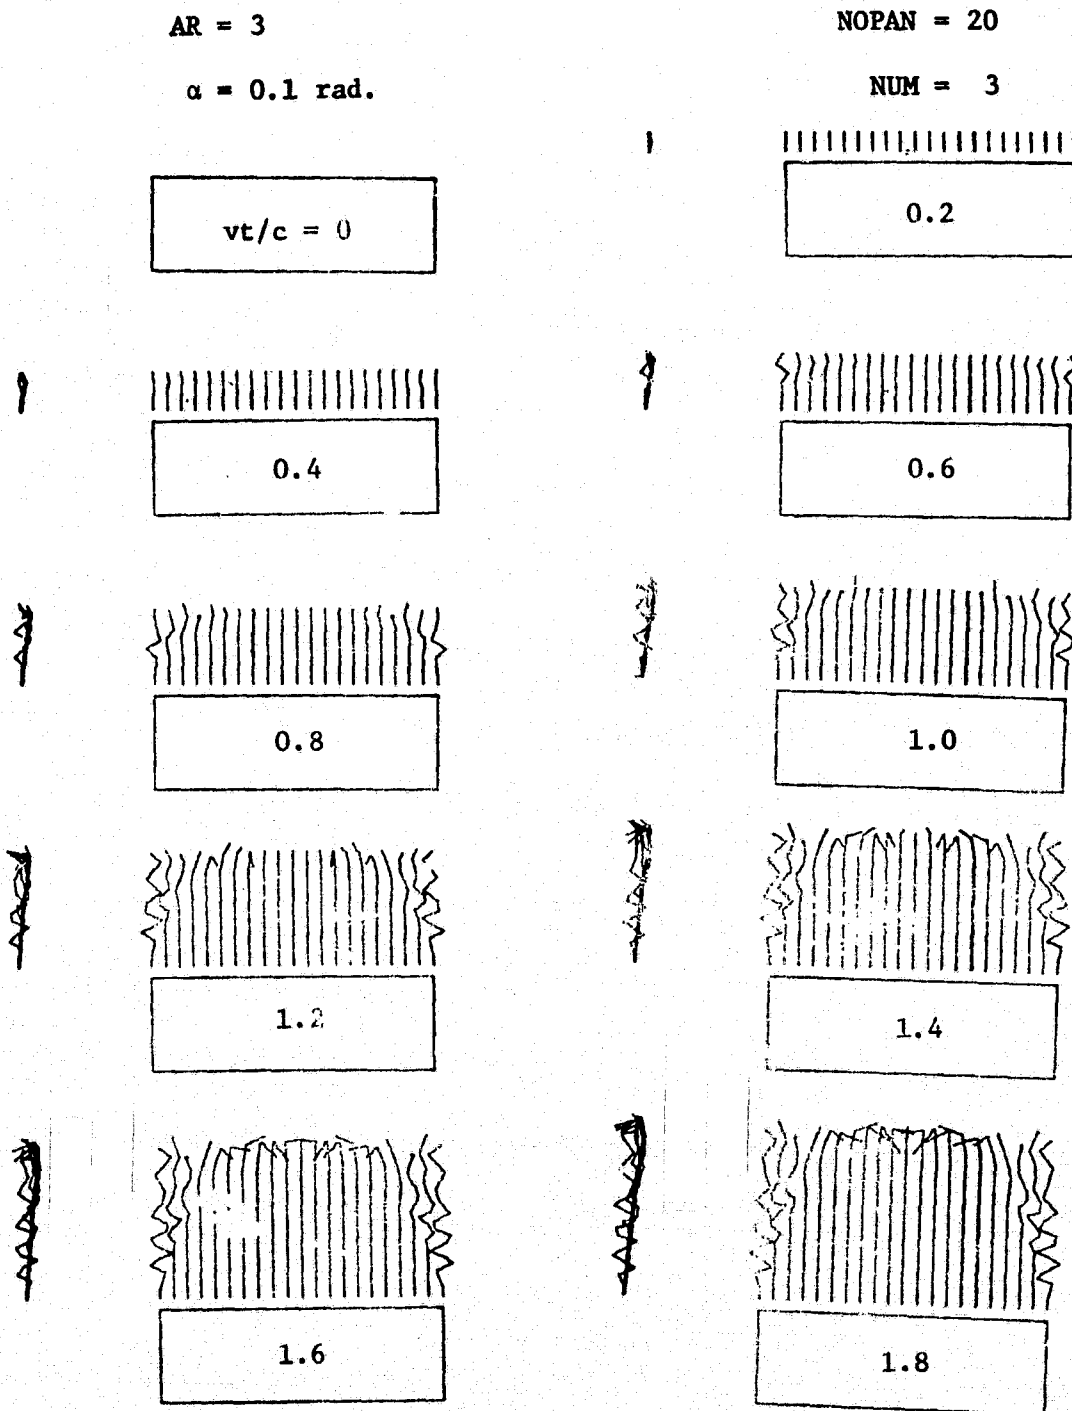 AR = 3
NOPAN = 20
α = 0.1 rad.
NUM = 3
vt/c = 0
0.2
0.4
0.6
0.8
1.0
1.2
1.4
1.6
1.8